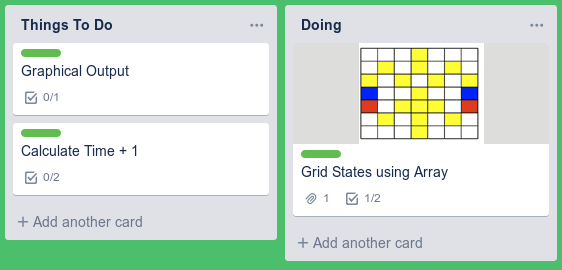 Things To Do
Graphical Output
0/1
Calculate Time + 1
0/2
+ Add another card
Doing
Grid States using Array
1
1/2
+ Add another card